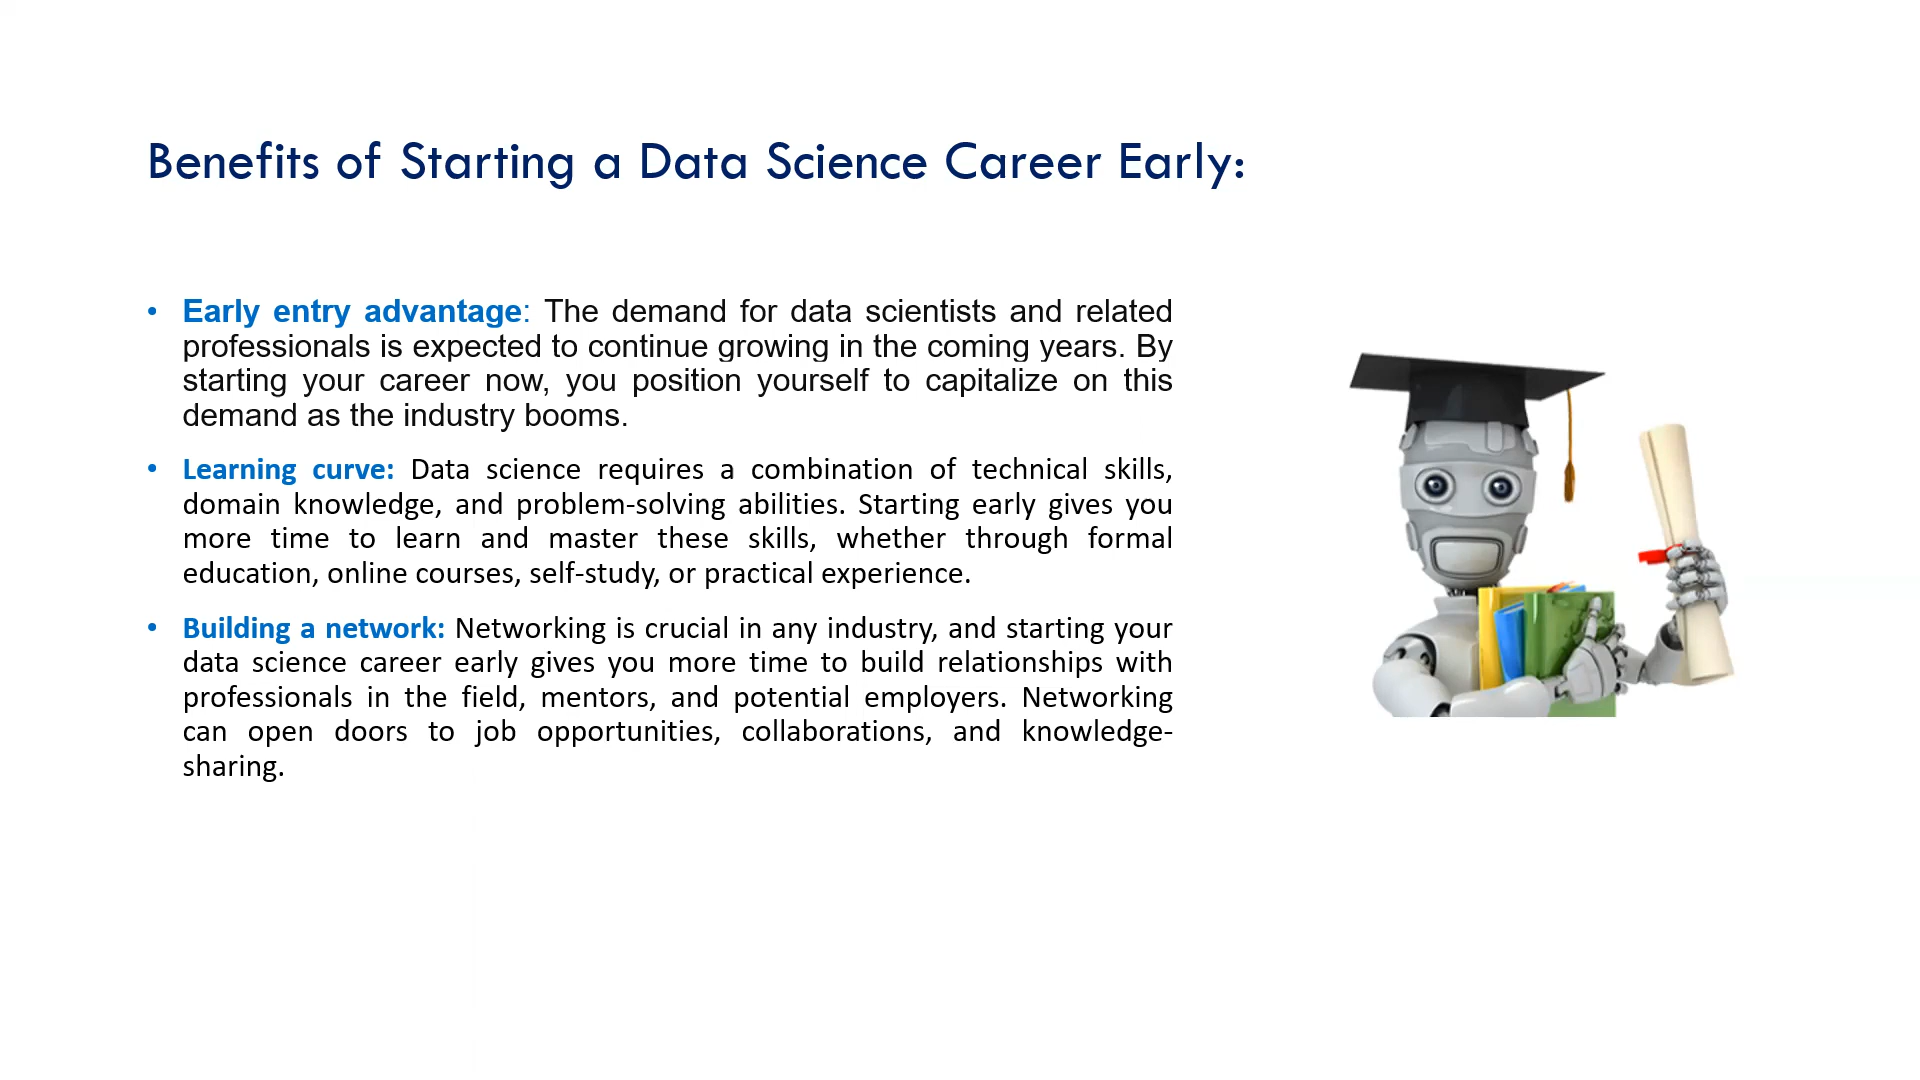 Benefits of Starting a Data Science Career Early:
• Early entry advantage: The demand for data scientists and related
professionals is expected to continue growing in the coming years. By
starting your career now, you position yourself to capitalize on this
demand as the industry booms.
• Learning curve: Data science requires a combination of technical skills,
domain knowledge, and problem-solving abilities. Starting early gives you
more time to learn and master these skills, whether through formal
education, online courses, self-study, or practical experience.
• Building a network: Networking is crucial in any industry, and starting your
data science career early gives you more time to build relationships with
professionals in the field, mentors, and potential employers. Networking
can open doors to job opportunities, collaborations, and knowledge-
sharing.